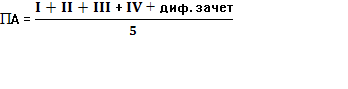 ПА = I + II + III + IV + диф. зачет
5